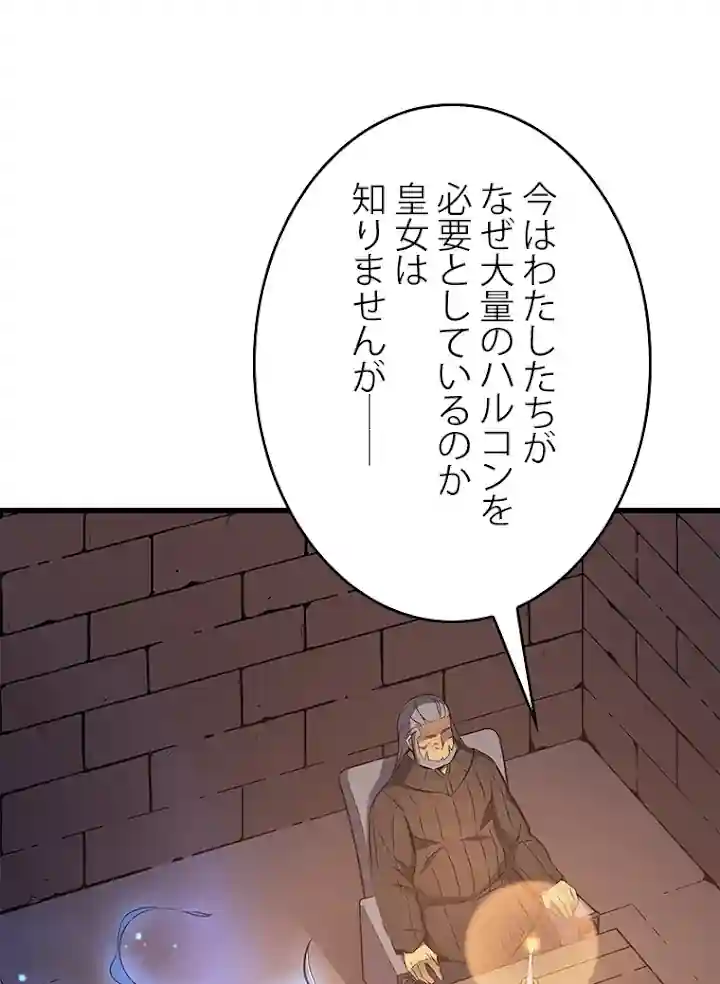 今はわたしたちが
なぜ大量のハルコンを
必要としているのか
皇女は
知りませんが──